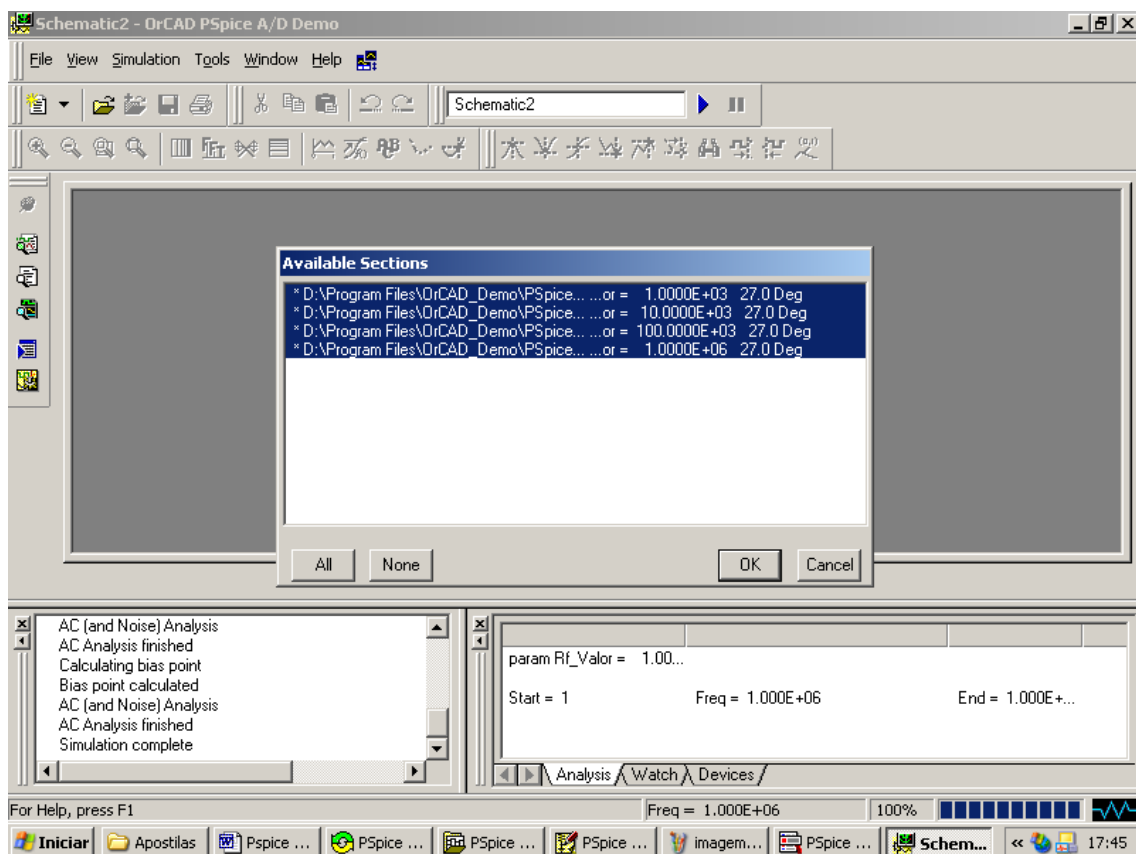 Schematic2 - OrCAD PSpice A/D Demo
File View Simulation Tools Window Help
Schematic2
Available Sections
* D:\Program Files\OrCAD_Demo\PSpice... ...or = 1.0000E+03 27.0 Deg
* D:\Program Files\OrCAD_Demo\PSpice... ...or = 10.0000E+03 27.0 Deg
* D:\Program Files\OrCAD_Demo\PSpice... ...or = 100.0000E+03 27.0 Deg
* D:\Program Files\OrCAD_Demo\PSpice... ...or = 1.0000E+06 27.0 Deg
All None OK Cancel
AC (and Noise) Analysis
AC Analysis finished
Calculating bias point
Bias point calculated
AC (and Noise) Analysis
AC Analysis finished
Simulation complete
param Rf_Valor = 1.00...
Start = 1 Freq = 1.000E+06 End = 1.000E+...
Analysis Watch Devices
For Help, press F1 Freq = 1.000E+06 100%
Iniciar Apostilas Pspice ... PSpice ... PSpice ... PSpice ... imagem... PSpice ... Schem... « 17:45